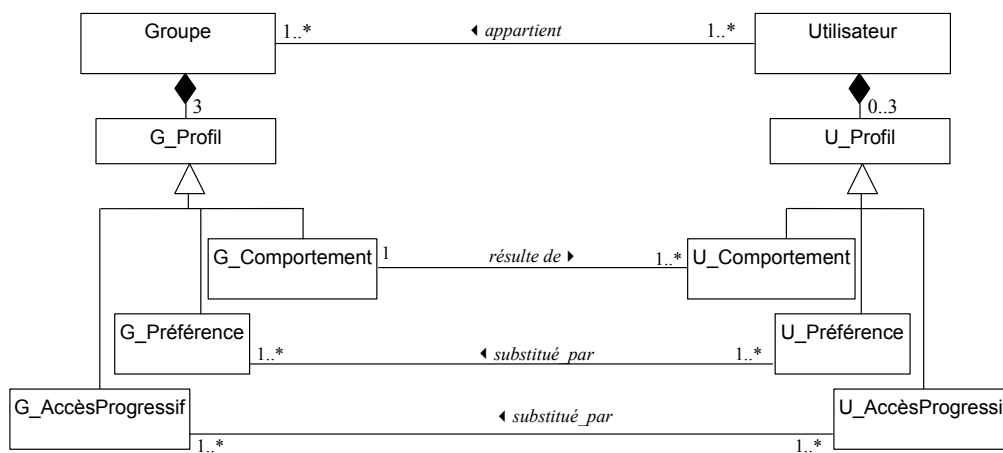 Groupe
1..*
◂ appartient
1..*
Utilisateur
3
0..3
G_Profil
U_Profil
G_Comportement
1
résulte de ▸
1..*
U_Comportement
G_Préférence
1..*
◂ substitué_par
1..*
U_Préférence
G_AccèsProgressif
1..*
◂ substitué_par
1..*
U_AccèsProgressif